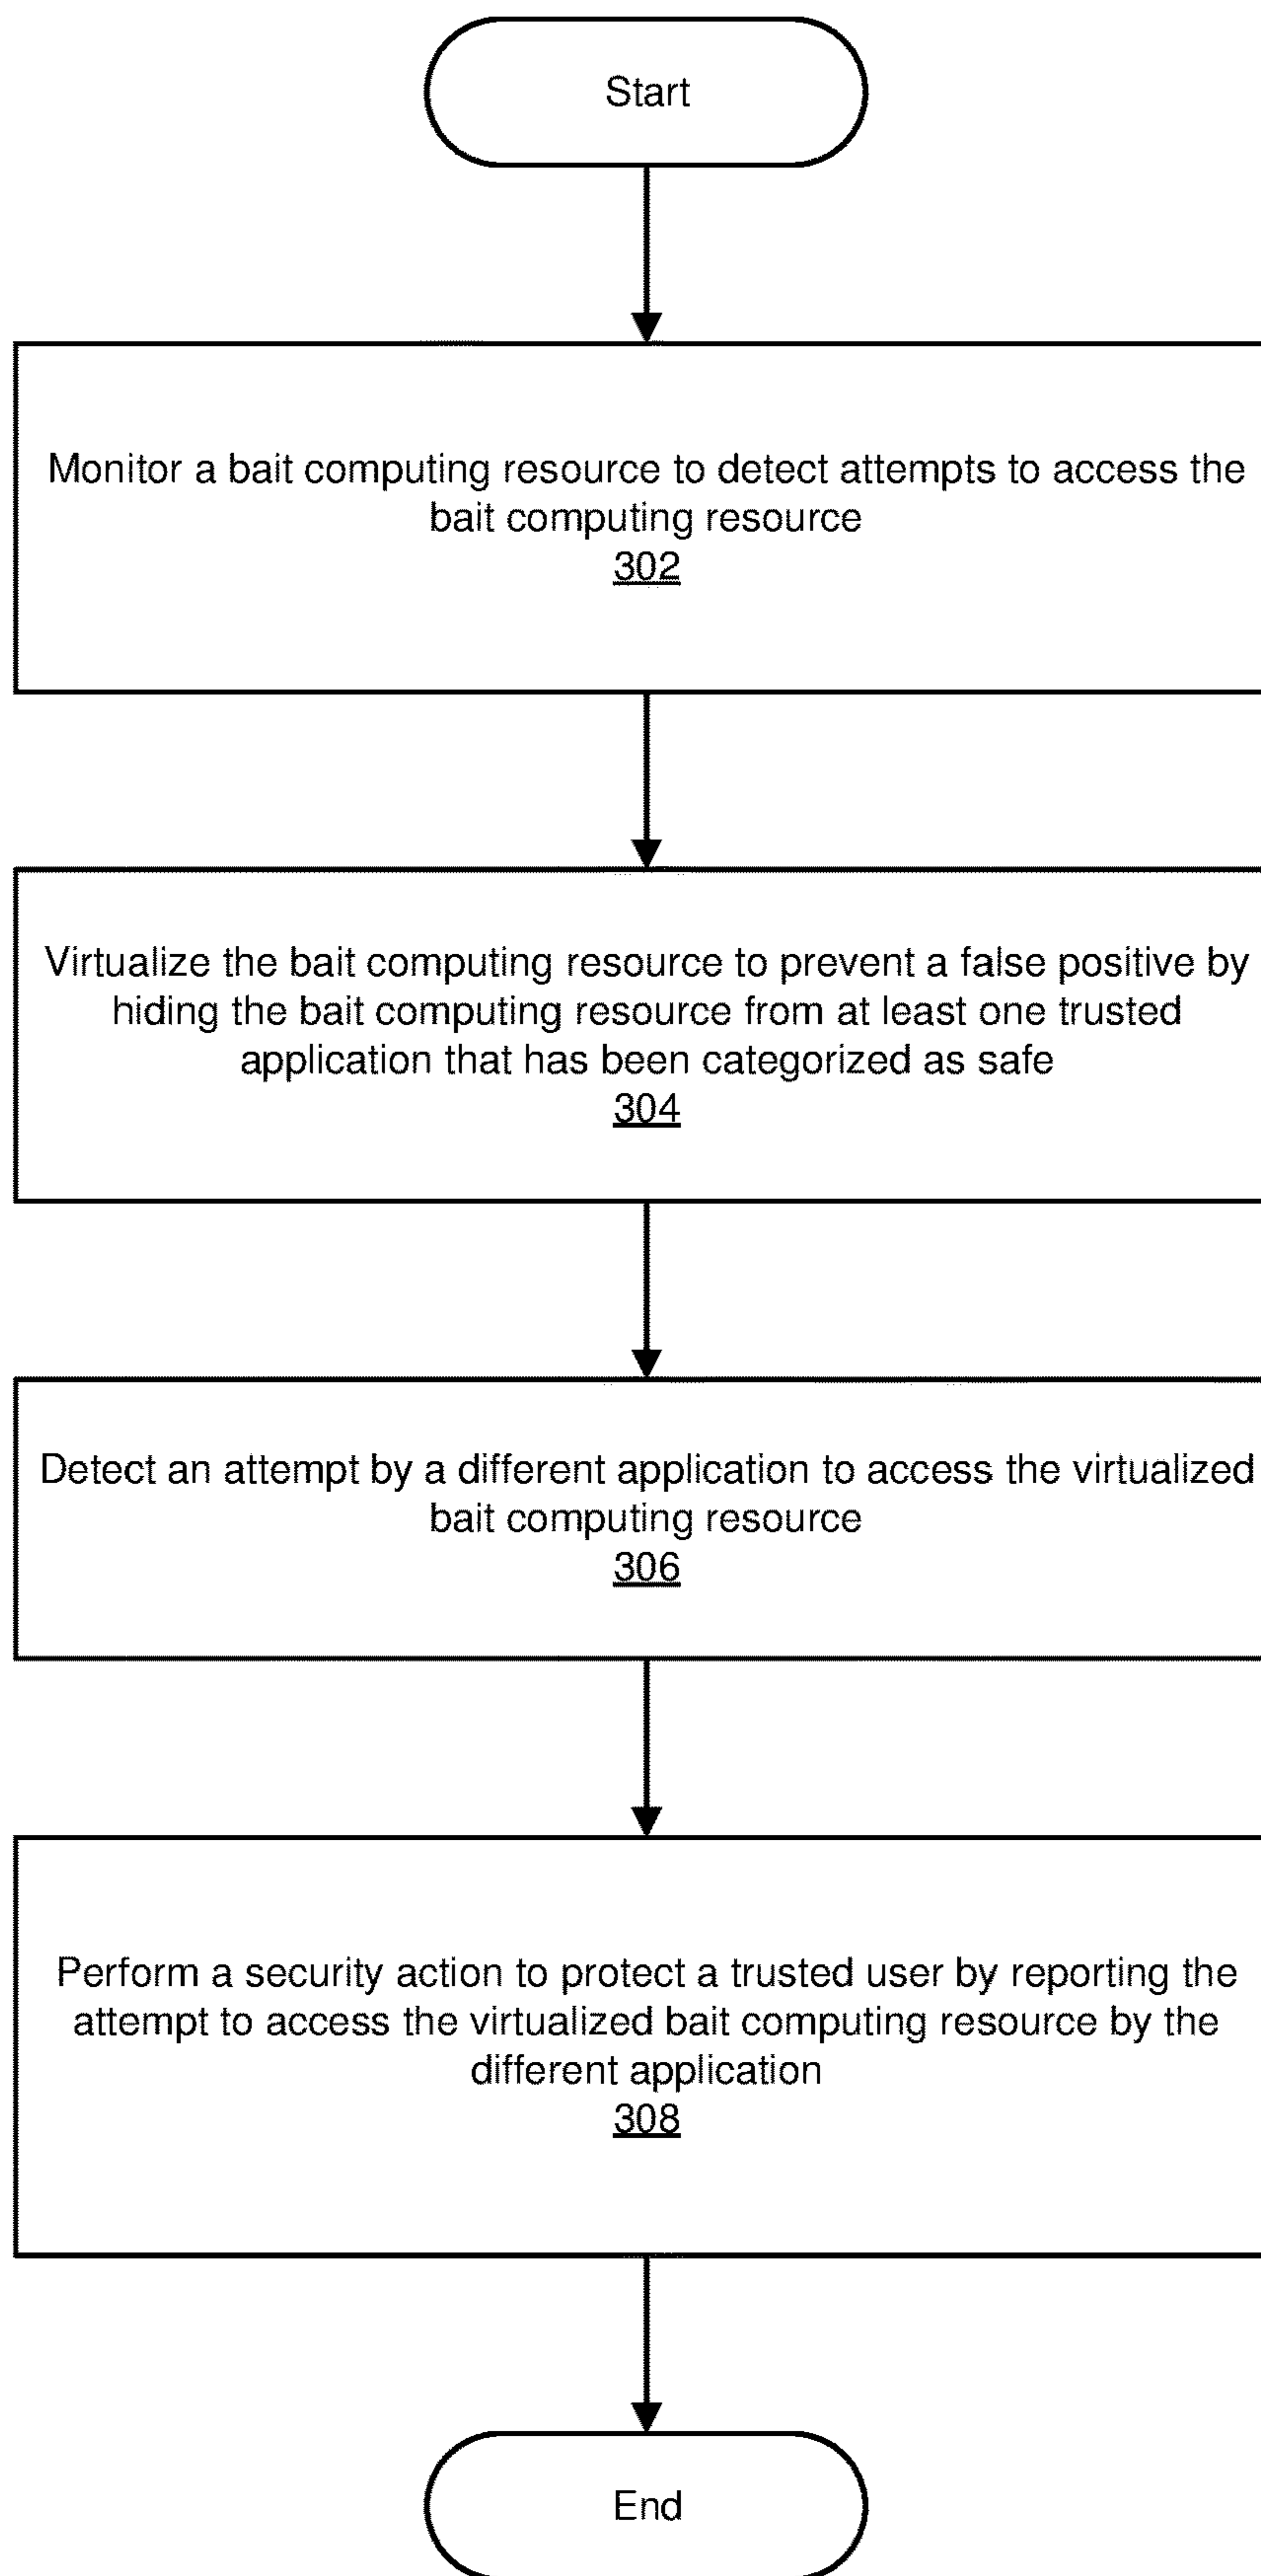 Start
Monitor a bait computing resource to detect attempts to access the
bait computing resource
302
Virtualize the bait computing resource to prevent a false positive by
hiding the bait computing resource from at least one trusted
application that has been categorized as safe
304
Detect an attempt by a different application to access the virtualized
bait computing resource
306
Perform a security action to protect a trusted user by reporting the
attempt to access the virtualized bait computing resource by the
different application
308
End